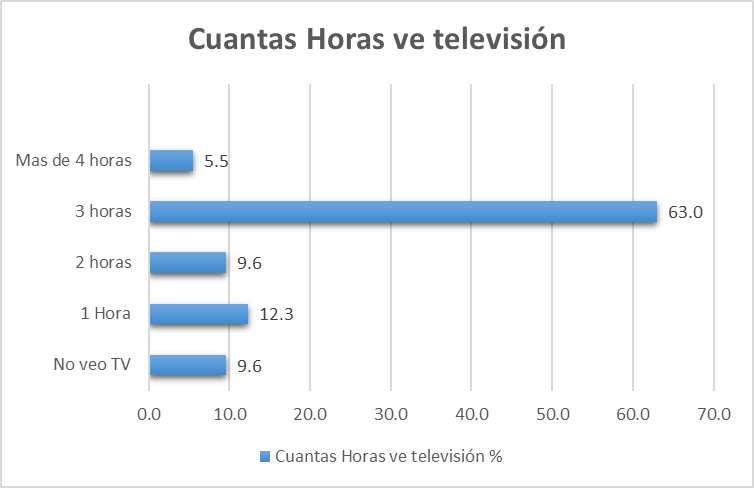 Cuantas Horas ve televisión
Mas de 4 horas 5.5
3 horas 63.0
2 horas 9.6
1 Hora 12.3
No veo TV 9.6
0.0 10.0 20.0 30.0 40.0 50.0 60.0 70.0
Cuantas Horas ve televisión %